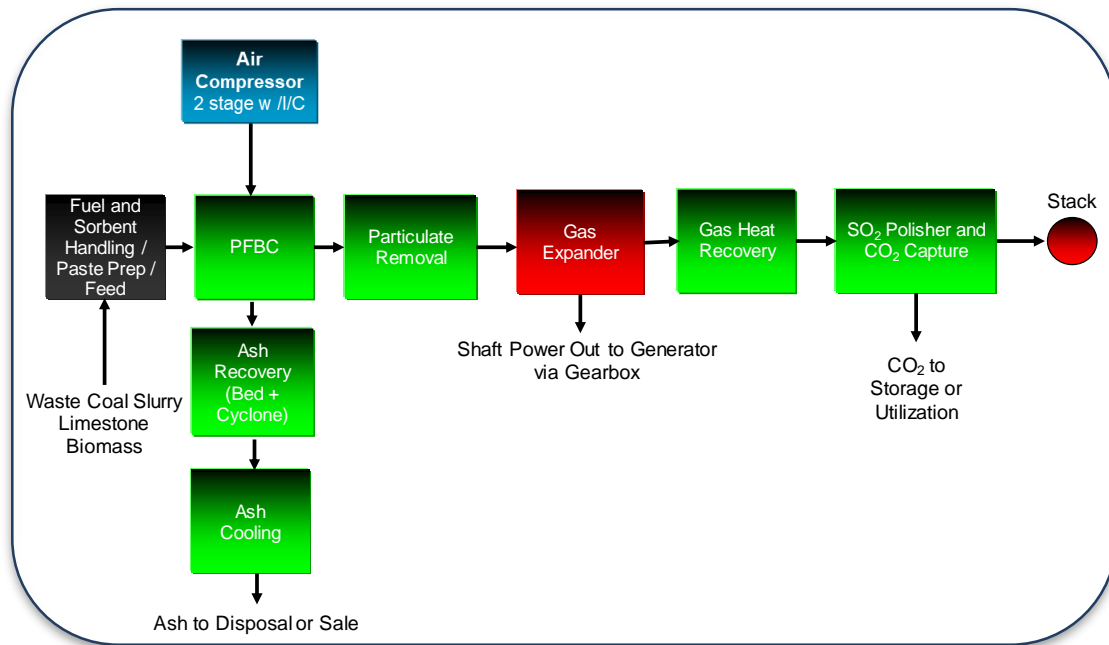 Air
Compressor
2 stage w /I/C
Fuel and
Sorbent
Handling /
Paste Prep /
Feed
PFBC
Particulate
Removal
Gas
Expander
Gas Heat
Recovery
SO₂ Polisher and
CO₂ Capture
Stack
Ash
Recovery
(Bed +
Cyclone)
Shaft Power Out to Generator
via Gearbox
CO₂ to
Storage or
Utilization
Waste Coal Slurry
Limestone
Biomass
Ash
Cooling
Ash to Disposal or Sale